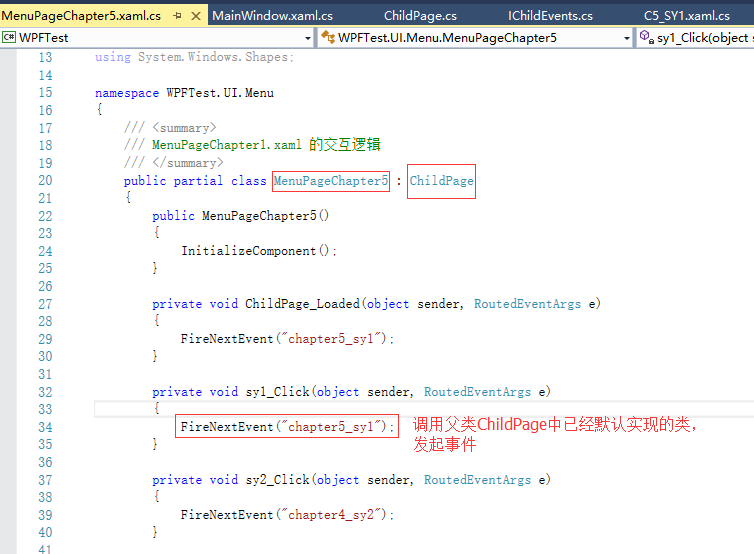 MenuPageChapter5.xaml.cs MainWindow.xaml.cs ChildPage.cs IChildEvents.cs C5_SY1.xaml.cs
C# WPFTest WPFTest.UI.Menu.MenuPageChapter5 sy1_Click(object s
13 using System.Windows.Shapes;
14
15 namespace WPFTest.UI.Menu
16 {
17 /// <summary>
18 /// MenuPageChapter1.xaml 的交互逻辑
19 /// </summary>
20 public partial class MenuPageChapter5 : ChildPage
21 {
22 public MenuPageChapter5()
23 {
24 InitializeComponent();
25 }
26
27 private void ChildPage_Loaded(object sender, RoutedEventArgs e)
28 {
29 FireNextEvent("chapter5_sy1");
30 }
31
32 private void sy1_Click(object sender, RoutedEventArgs e)
33 {
34 FireNextEvent("chapter5_sy1"); 调用父类ChildPage中已经默认实现的类,
发起事件
35 }
36
37 private void sy2_Click(object sender, RoutedEventArgs e)
38 {
39 FireNextEvent("chapter4_sy2");
40 }
41